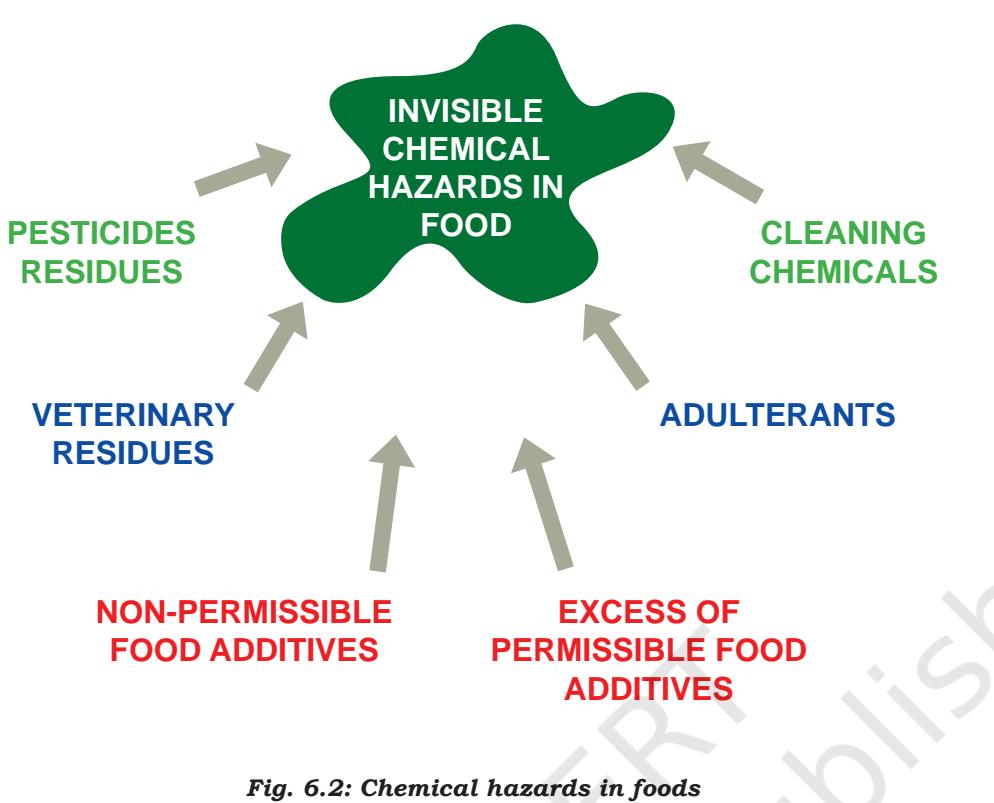 INVISIBLE
CHEMICAL
HAZARDS IN
FOOD
PESTICIDES
RESIDUES
CLEANING
CHEMICALS
VETERINARY
RESIDUES
ADULTERANTS
NON-PERMISSIBLE
FOOD ADDITIVES
EXCESS OF
PERMISSIBLE FOOD
ADDITIVES
Fig. 6.2: Chemical hazards in foods